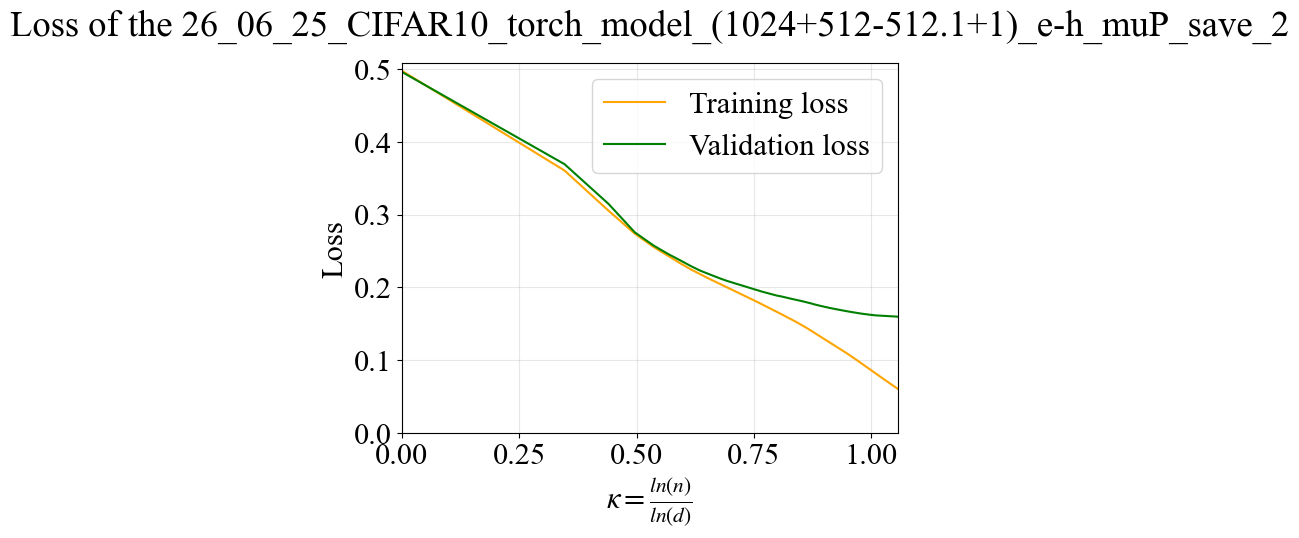 Loss of the 26_06_25_CIFAR10_torch_model_(1024+512-512.1+1)_e-h_muP_save_2
Training loss
Validation loss
Loss
0.5
0.4
0.3
0.2
0.1
0.0
0.00 0.25 0.50 0.75 1.00
κ = ln(n) / ln(d)